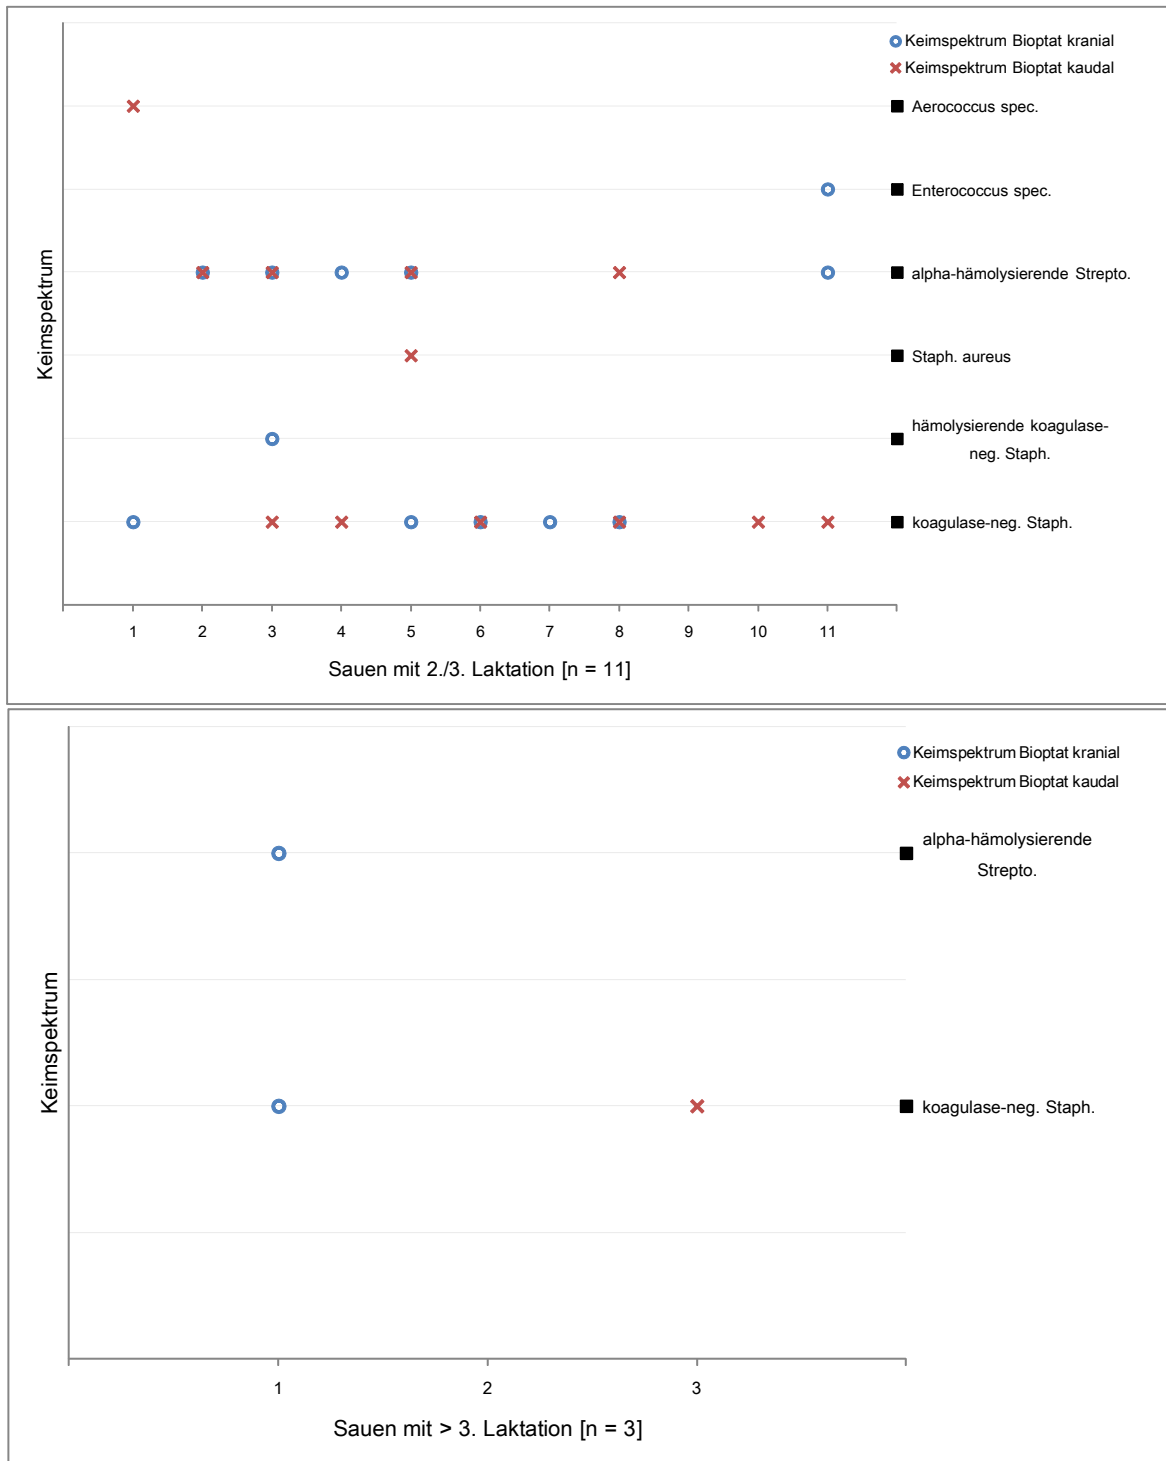 Keimspektrum Bioptat kranial
Keimspektrum Bioptat kaudal
Aerococcus spec.
Enterococcus spec.
alpha-hämolysierende Strepto.
Staph. aureus
hämolysierende koagulase-
neg. Staph.
koagulase-neg. Staph.
Keimspektrum
1 2 3 4 5 6 7 8 9 10 11
Sauen mit 2./3. Laktation [n = 11]
Keimspektrum Bioptat kranial
Keimspektrum Bioptat kaudal
alpha-hämolysierende
Strepto.
koagulase-neg. Staph.
Keimspektrum
1 2 3
Sauen mit > 3. Laktation [n = 3]